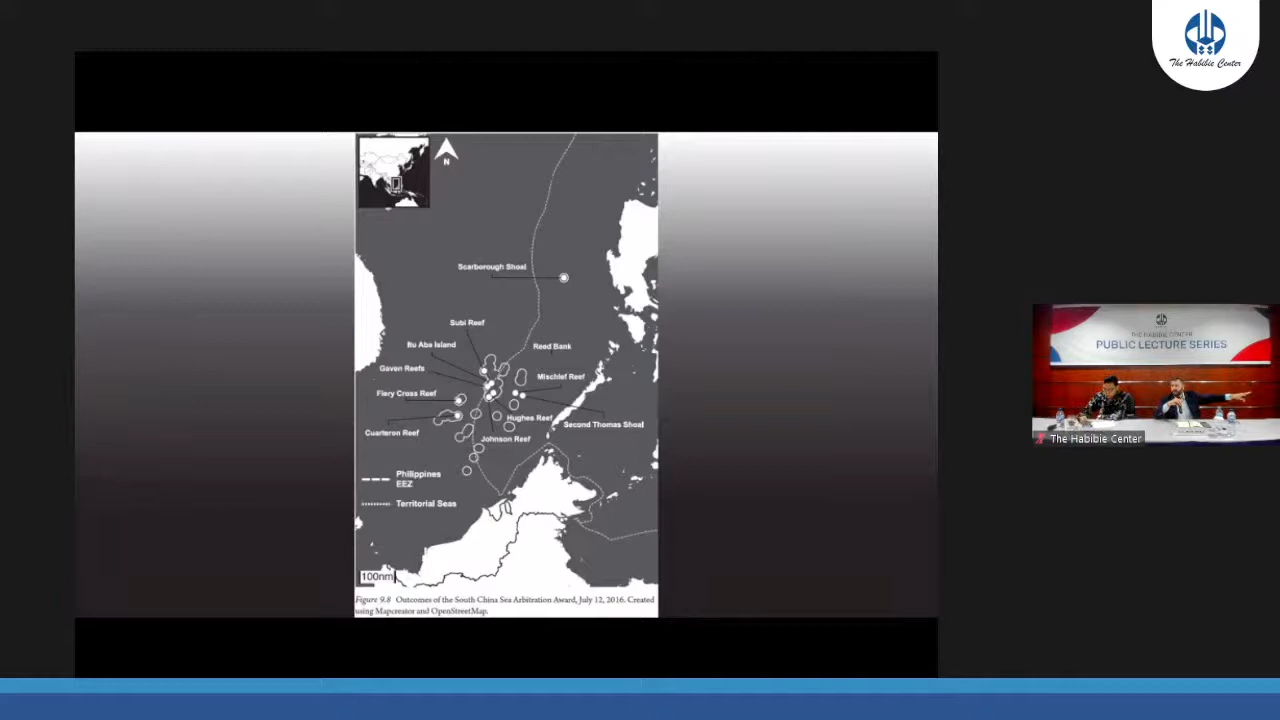 The Habibie Center
N
Scarborough Shoal
Subi Reef
Itu Aba Island
Reed Bank
Gaven Reefs
Mischief Reef
Fiery Cross Reef
Hughes Reef
Second Thomas Shoal
Cuarteron Reef
Johnson Reef
Philippines
EEZ
Territorial Seas
100nm
Figure 9.8 Outcomes of the South China Sea Arbitration Award, July 12, 2016. Created
using Mapcreator and OpenStreetMap.
THE HABIBIE CENTER
PUBLIC LECTURE SERIES
The Habibie Center